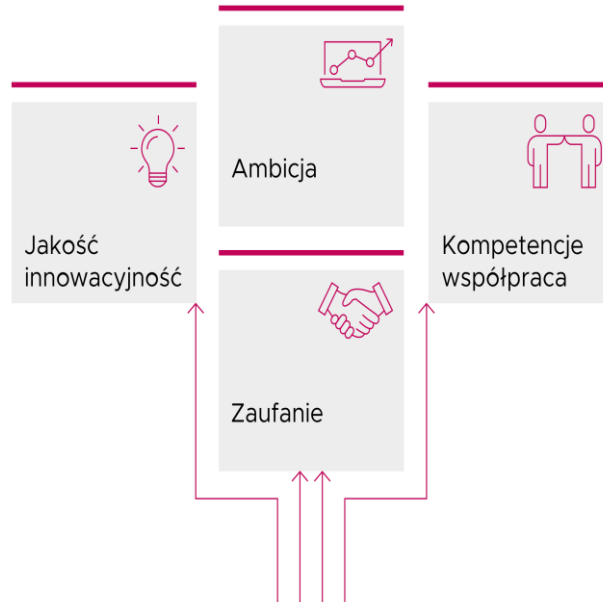 Ambicja
Jakość
innowacyjność
Kompetencje
współpraca
Zaufanie